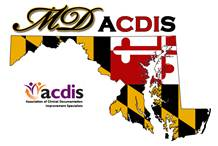 MD ACDIS
acdis
Association of Clinical Documentation
Improvement Specialists